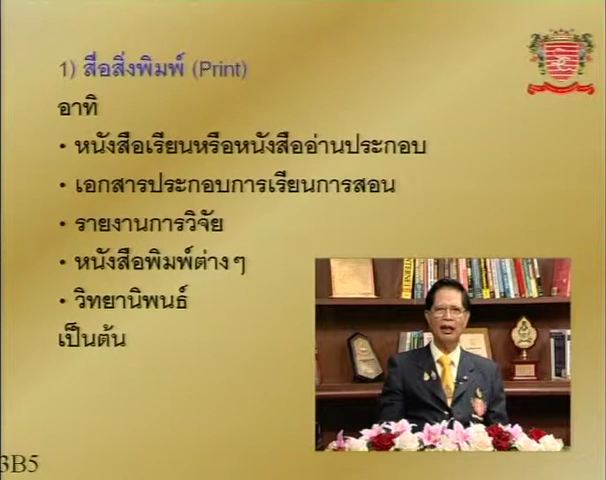 1) สื่อสิ่งพิมพ์ (Print)
อาทิ
• หนังสือเรียนหรือหนังสืออ่านประกอบ
• เอกสารประกอบการเรียนการสอน
• รายงานการวิจัย
• หนังสือพิมพ์ต่างๆ
• วิทยานิพนธ์
เป็นต้น
3B5